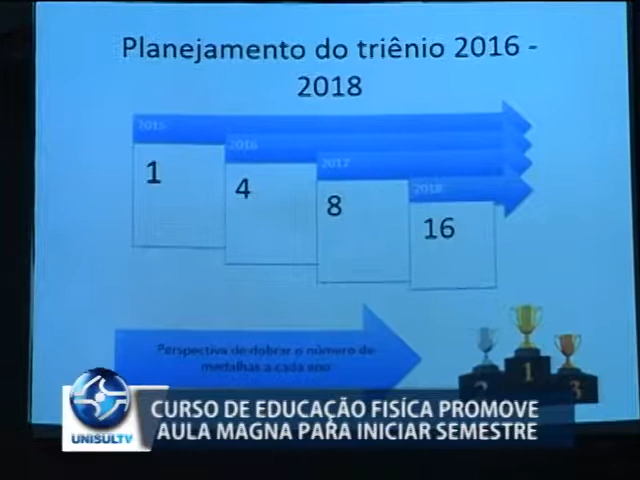 Planejamento do triênio 2016 -
2018
2015
1
2016
4
2017
8
2018
16
Perspectiva de dobrar o número de
medalhas a cada ano
2 1 3
UNISULTV
CURSO DE EDUCAÇÃO FISÍCA PROMOVE
AULA MAGNA PARA INICIAR SEMESTRE